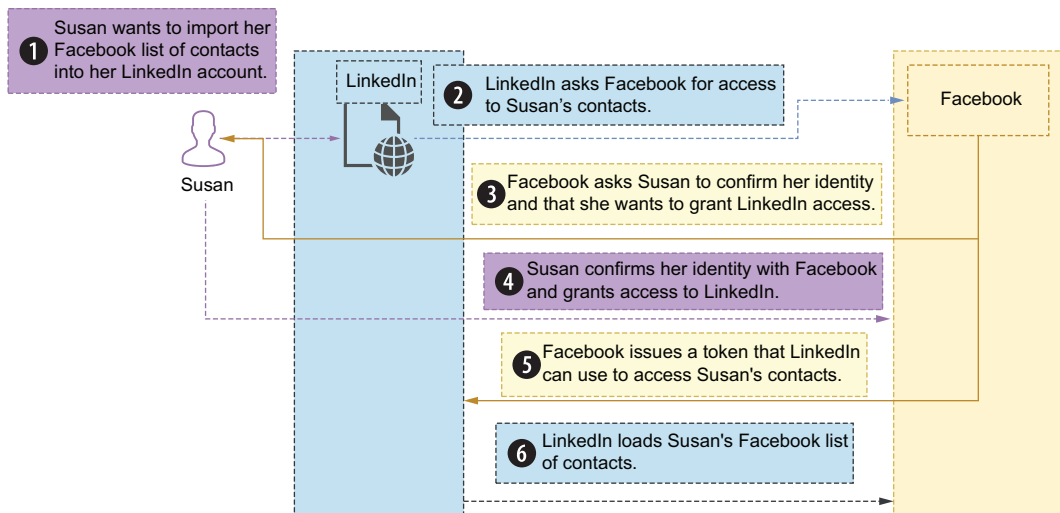 1
Susan wants to import her
Facebook list of contacts
into her LinkedIn account.
LinkedIn
2
LinkedIn asks Facebook for access
to Susan’s contacts.
Facebook
Susan
3
Facebook asks Susan to confirm her identity
and that she wants to grant LinkedIn access.
4
Susan confirms her identity with Facebook
and grants access to LinkedIn.
5
Facebook issues a token that LinkedIn
can use to access Susan's contacts.
6
LinkedIn loads Susan's Facebook list
of contacts.